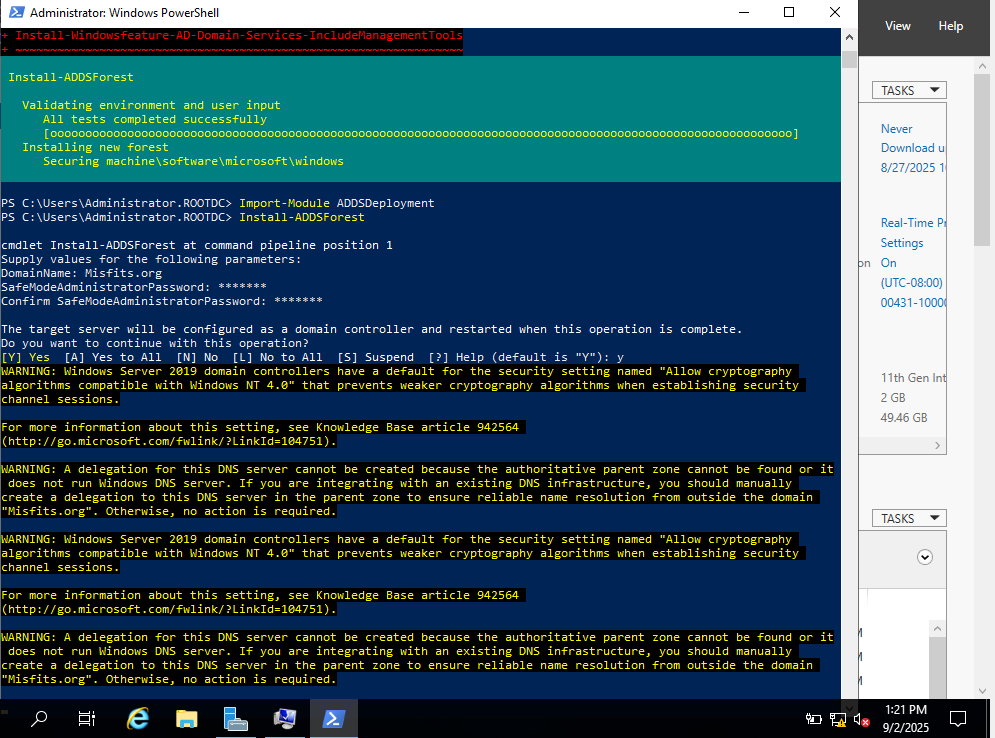 Administrator: Windows PowerShell
View Help
+ Install-Windowsfeature-AD-Domain-Services-IncludeManagementTools
+ ~~~~~~~~~~~~~~~~~~~~~~~~~~~~~~~~~~~~~~~~~~~~~~~~~~~~~~~~~~~~~~~~
Install-ADDSForest
Validating environment and user input
All tests completed successfully
[oooooooooooooooooooooooooooooooooooooooooooooooooooooooooooooooooooooooooooooooooooooooooooooooooooooooooo]
Installing new forest
Securing machine\software\microsoft\windows
PS C:\Users\Administrator.ROOTDC> Import-Module ADDSDeployment
PS C:\Users\Administrator.ROOTDC> Install-ADDSForest
cmdlet Install-ADDSForest at command pipeline position 1
Supply values for the following parameters:
DomainName: Misfits.org
SafeModeAdministratorPassword: *******
Confirm SafeModeAdministratorPassword: *******
The target server will be configured as a domain controller and restarted when this operation is complete.
Do you want to continue with this operation?
[Y] Yes  [A] Yes to All  [N] No  [L] No to All  [S] Suspend  [?] Help (default is "Y"): y
WARNING: Windows Server 2019 domain controllers have a default for the security setting named "Allow cryptography
algorithms compatible with Windows NT 4.0" that prevents weaker cryptography algorithms when establishing security
channel sessions.
For more information about this setting, see Knowledge Base article 942564
(http://go.microsoft.com/fwlink/?LinkId=104751).
WARNING: A delegation for this DNS server cannot be created because the authoritative parent zone cannot be found or it
does not run Windows DNS server. If you are integrating with an existing DNS infrastructure, you should manually
create a delegation to this DNS server in the parent zone to ensure reliable name resolution from outside the domain
"Misfits.org". Otherwise, no action is required.
WARNING: Windows Server 2019 domain controllers have a default for the security setting named "Allow cryptography
algorithms compatible with Windows NT 4.0" that prevents weaker cryptography algorithms when establishing security
channel sessions.
For more information about this setting, see Knowledge Base article 942564
(http://go.microsoft.com/fwlink/?LinkId=104751).
WARNING: A delegation for this DNS server cannot be created because the authoritative parent zone cannot be found or it
does not run Windows DNS server. If you are integrating with an existing DNS infrastructure, you should manually
create a delegation to this DNS server in the parent zone to ensure reliable name resolution from outside the domain
"Misfits.org". Otherwise, no action is required.
TASKS
Never
Download u
8/27/2025 1
Real-Time Pr
Settings
on On
(UTC-08:00)
00431-1000
11th Gen Int
2 GB
49.46 GB
TASKS
M
M
M
1:21 PM
9/2/2025